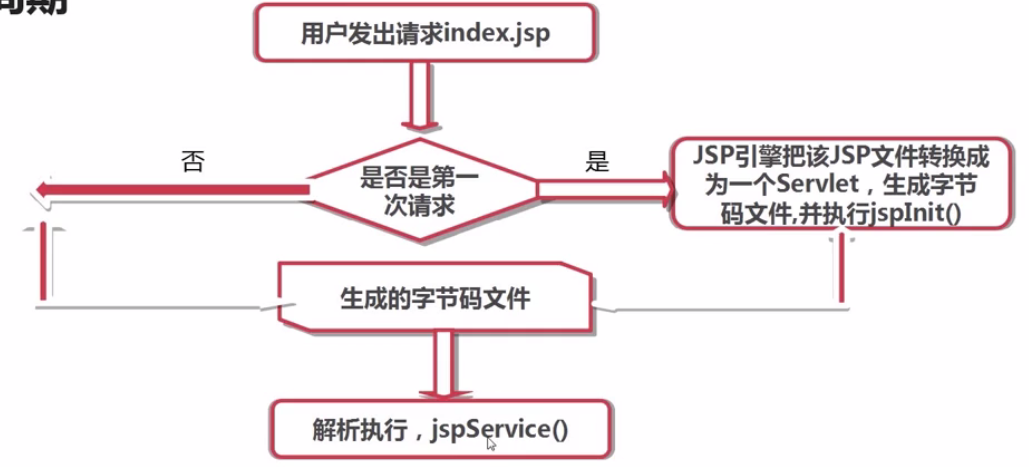 用户发出请求index.jsp
否
是否是第一
次请求
是
JSP引擎把该JSP文件转换成
为一个Servlet，生成字节
码文件,并执行jspInit()
生成的字节码文件
解析执行，jspService()